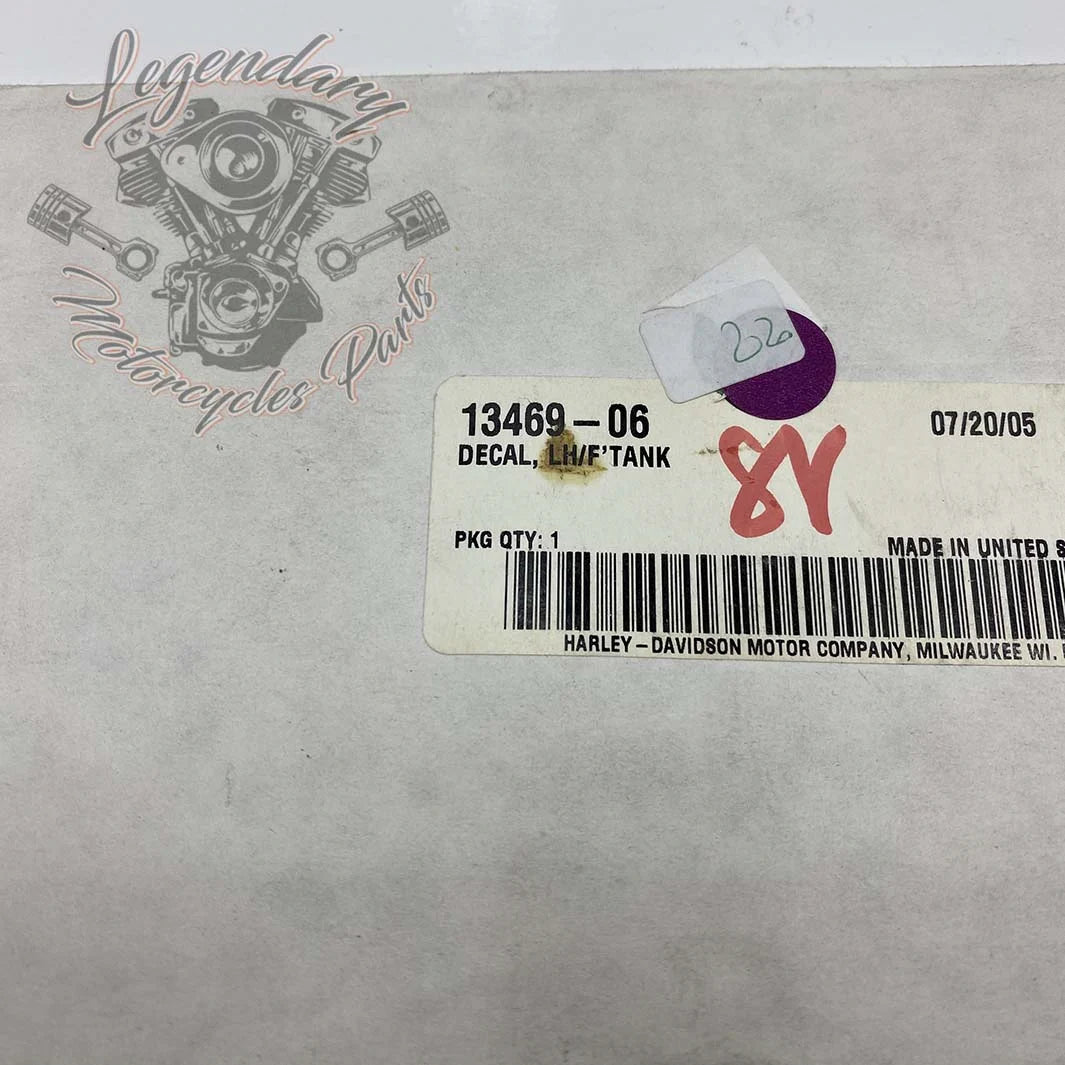 Legendary
Motorcycles Parts
22
13469-06
07/20/05
DECAL, LH/F'TANK
PKG QTY: 1
MADE IN UNITED S
HARLEY-DAVIDSON MOTOR COMPANY, MILWAUKEE WI.